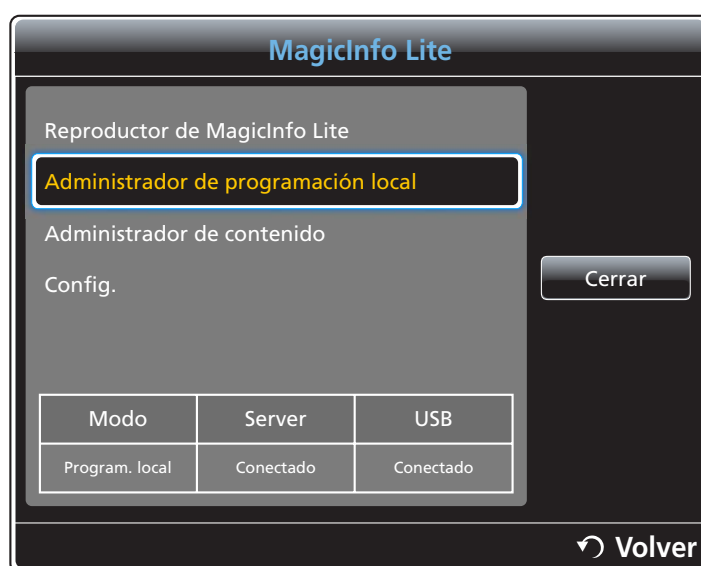 MagicInfo Lite
Reproductor de MagicInfo Lite
Administrador de programación local
Administrador de contenido
Config.
Cerrar
Modo Server USB
Program. local Conectado Conectado
Volver